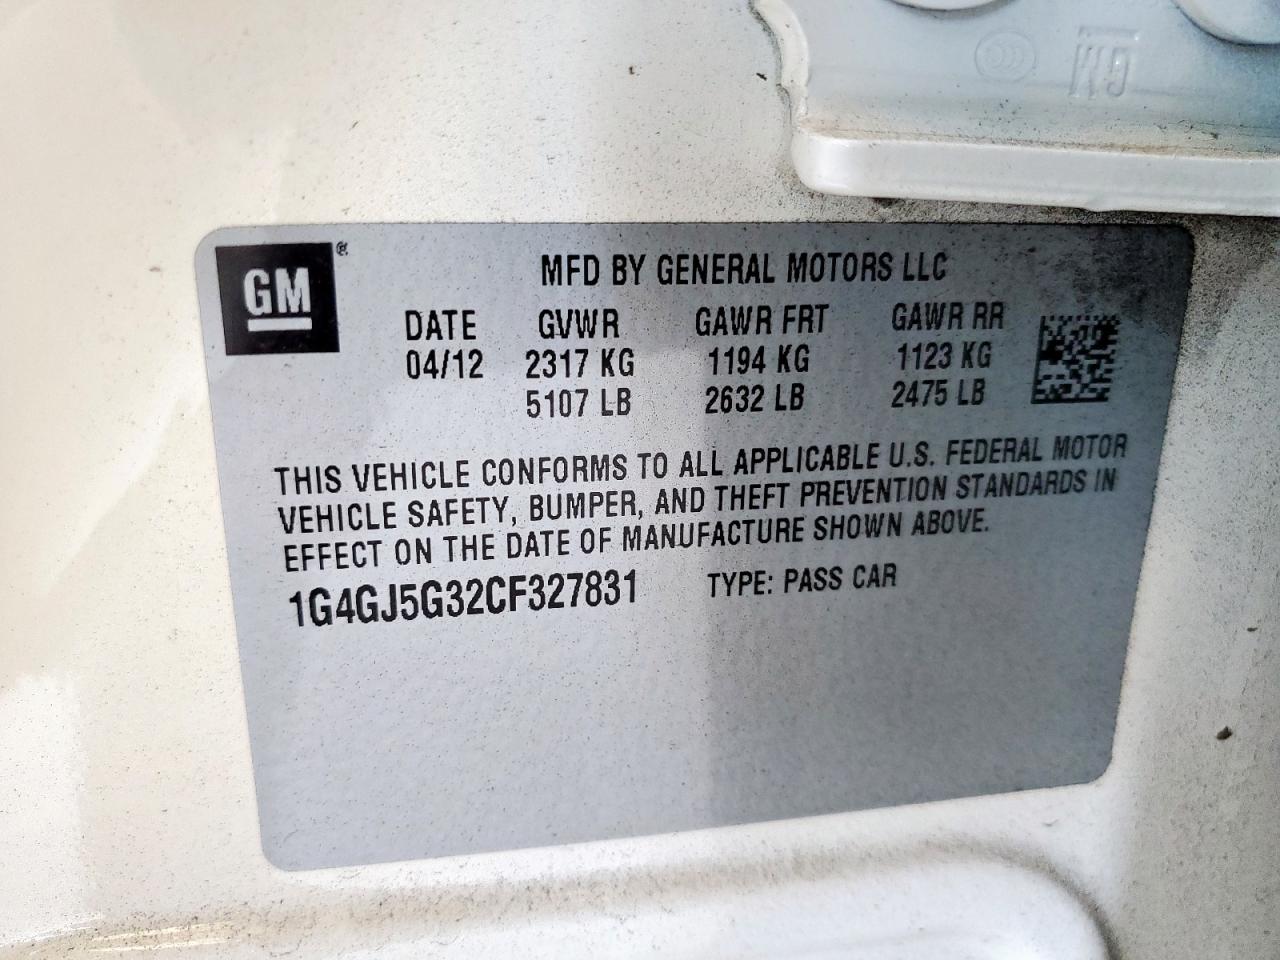 GM
GM ®
MFD BY GENERAL MOTORS LLC
DATE GVWR GAWR FRT GAWR RR
04/12 2317 KG 1194 KG 1123 KG
5107 LB 2632 LB 2475 LB
THIS VEHICLE CONFORMS TO ALL APPLICABLE U.S. FEDERAL MOTOR
VEHICLE SAFETY, BUMPER, AND THEFT PREVENTION STANDARDS IN
EFFECT ON THE DATE OF MANUFACTURE SHOWN ABOVE.
1G4GJ5G32CF327831 TYPE: PASS CAR